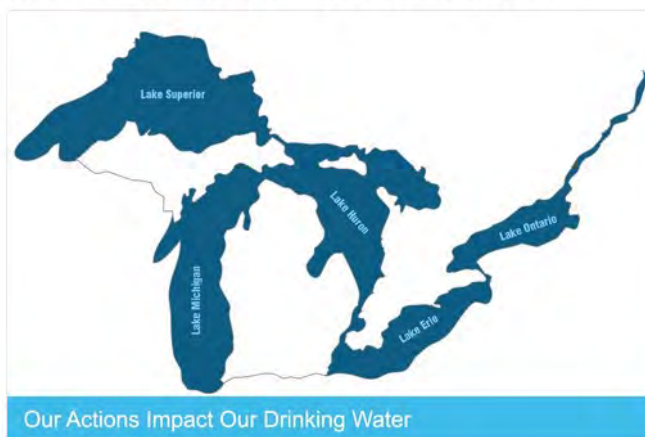 Lake Superior
Lake Huron
Lake Ontario
Lake Michigan
Lake Erie
Our Actions Impact Our Drinking Water